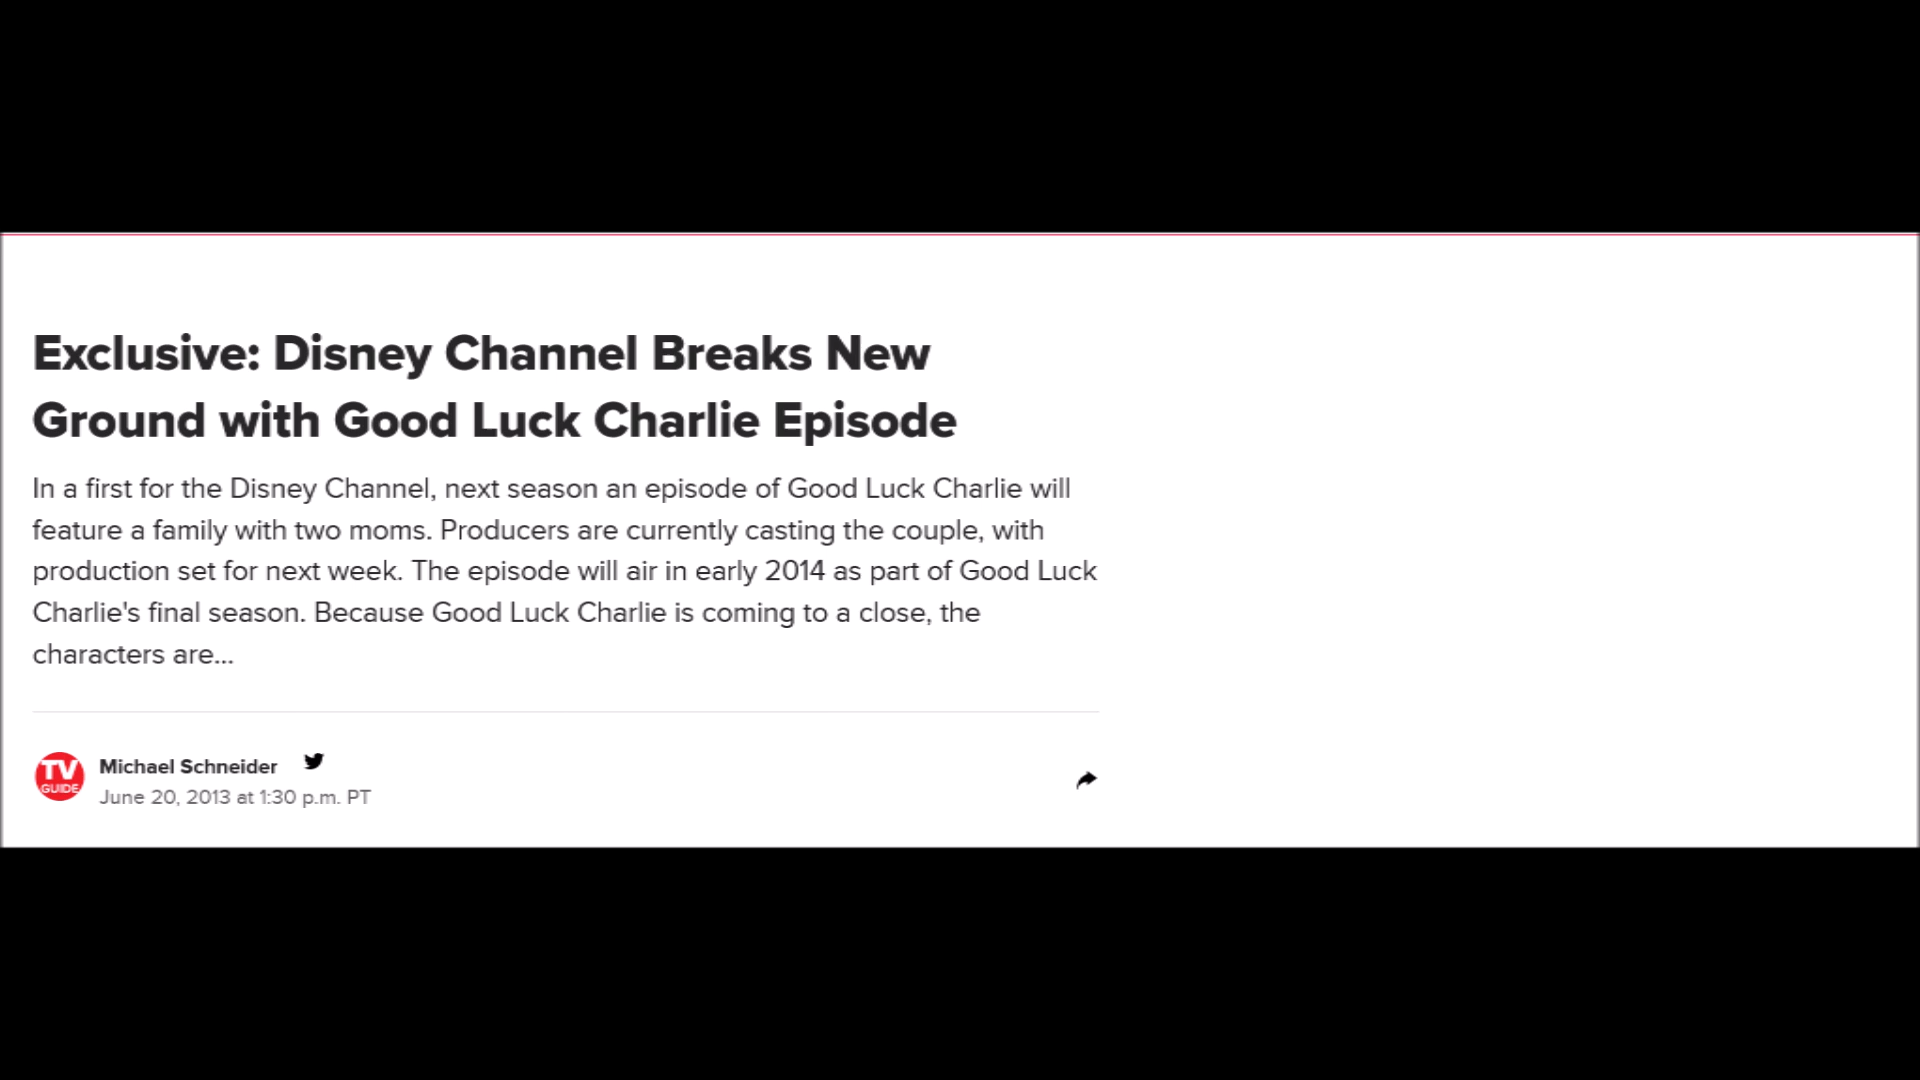 Exclusive: Disney Channel Breaks New
Ground with Good Luck Charlie Episode
In a first for the Disney Channel, next season an episode of Good Luck Charlie will
feature a family with two moms. Producers are currently casting the couple, with
production set for next week. The episode will air in early 2014 as part of Good Luck
Charlie's final season. Because Good Luck Charlie is coming to a close, the
characters are...
TV
GUIDE
Michael Schneider
June 20, 2013 at 1:30 p.m. PT